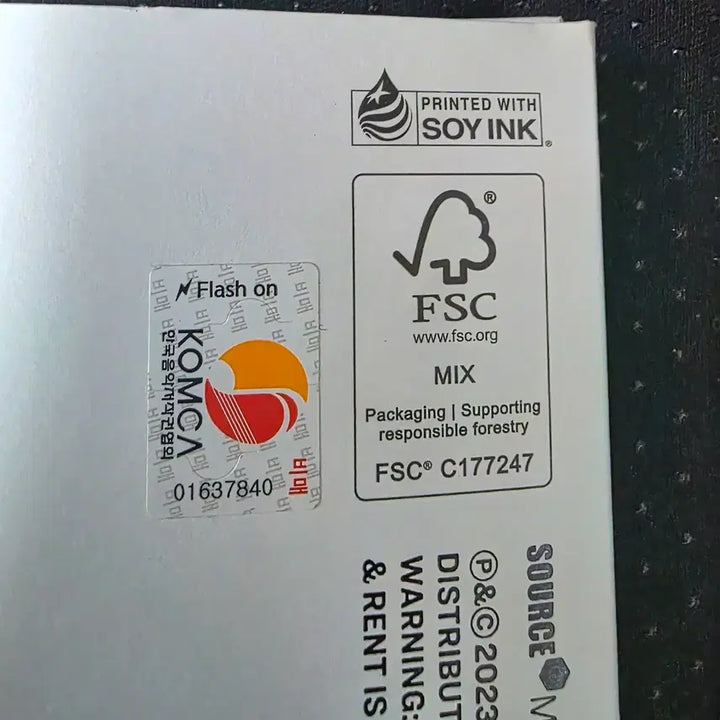 PRINTED WITH
SOY INK
®
®
FSC
www.fsc.org
MIX
Packaging | Supporting
responsible forestry
FSC® C177247
Flash on
KOMCA
한국음악저작권협회
01637840
SOURCE M
℗&© 2023
DISTRIBUT
WARNING:
& RENT IS